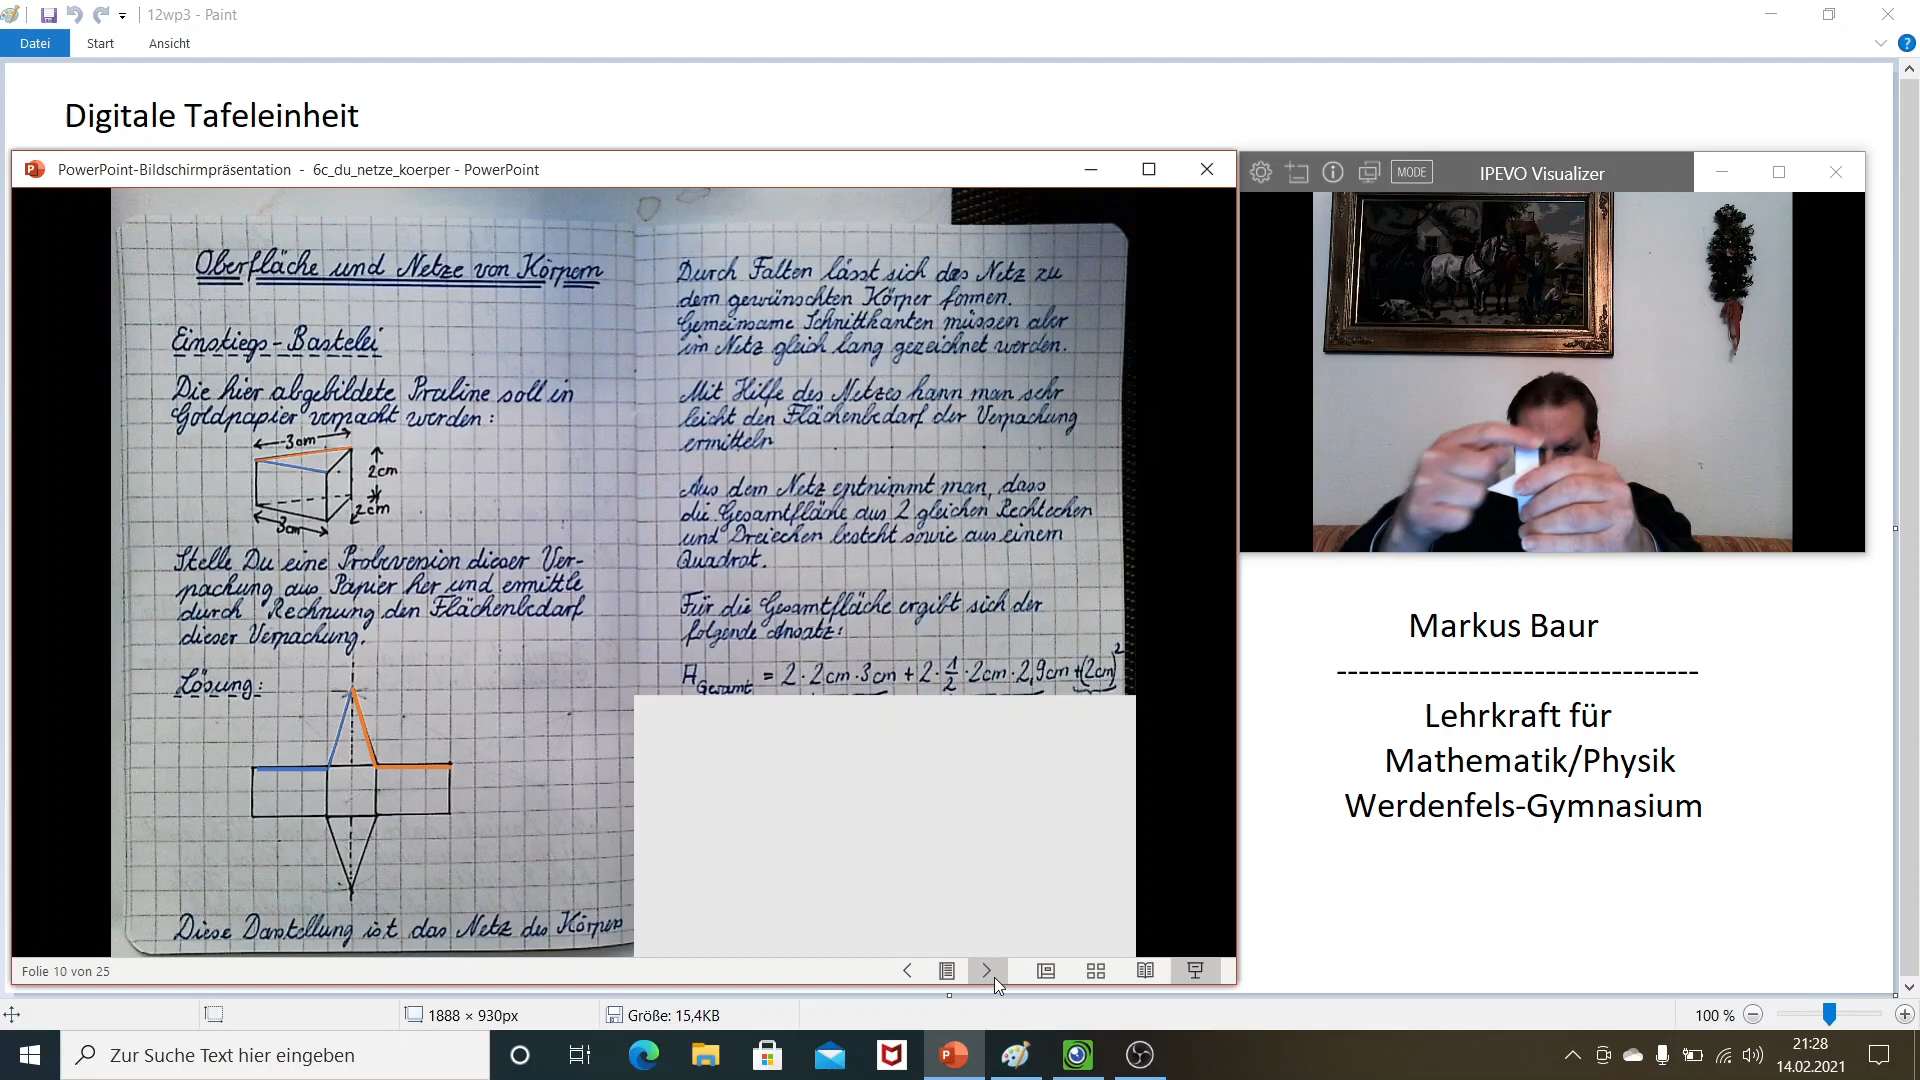 12wp3 - Paint
Datei
Start
Ansicht
Digitale Tafeleinheit
PowerPoint-Bildschirmpräsentation - 6c_du_netze_koerper - PowerPoint
Oberfläche und Netze von Körpern
Einstiegs-Bastelei
Die hier abgebildete Praline soll in
Goldpapier verpackt werden:
3cm
2cm
2cm
3cm
Stelle Du eine Probeversion dieser Ver-
packung aus Papier her und ermittle
durch Rechnung den Flächenbedarf
dieser Verpackung.
Lösung:
Diese Darstellung ist das Netz des Körpers
Durch Falten lässt sich das Netz zu
dem gewünschten Körper formen.
Gemeinsame Schnittkanten müssen aber
im Netz gleich lang gezeichnet werden.
Mit Hilfe des Netzes kann man sehr
leicht den Flächenbedarf der Verpackung
ermitteln
Aus dem Netz entnimmt man, dass
die Gesamtfläche aus 2 gleichen Rechtecken
und Dreiecken besteht sowie aus einem
Quadrat.
Für die Gesamtfläche ergibt sich der
folgende Ansatz:
A_Gesamt = 2·2cm·3cm + 2·1/2·2cm·2,9cm + (2cm)²
Folie 10 von 25
MODE
IPEVO Visualizer
Markus Baur
------------------------------
Lehrkraft für
Mathematik/Physik
Werdenfels-Gymnasium
1888 × 930px
Größe: 15,4KB
100 %
Zur Suche Text hier eingeben
21:28
14.02.2021